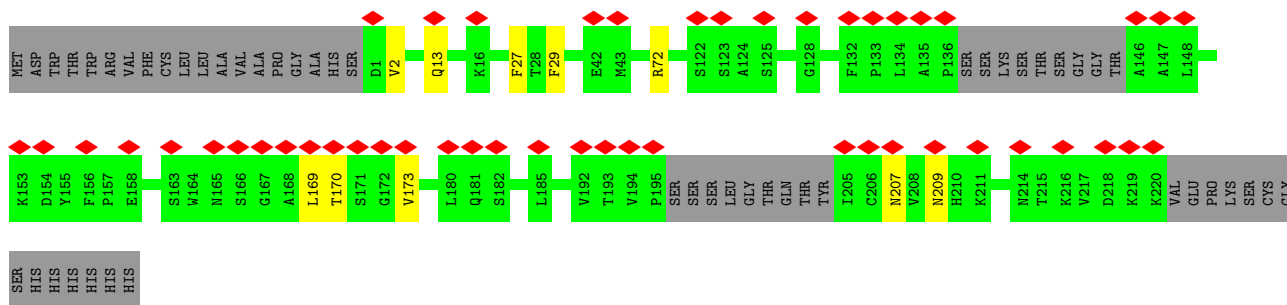 MET ASP TRP THR TRP ARG VAL PHE CYS LEU LEU ALA VAL ALA PRO GLY ALA HIS SER D1 V2 Q13 K16 F27 T28 F29 E42 M43 R72 S122 S123 A124 S125 G128 F132 P133 L134 A135 P136 SER SER LYS SER THR SER GLY GLY THR A146 A147 L148
K153 D154 Y155 F156 P157 E158 S163 W164 N165 S166 G167 A168 L169 T170 S171 G172 V173 L180 Q181 S182 L185 V192 T193 V194 P195 SER SER SER LEU GLY THR GLN THR TYR I205 C206 N207 V208 N209 H210 K211 N214 T215 K216 V217 D218 K219 K220 VAL GLU PRO LYS SER CYS GLY
SER HIS HIS HIS HIS HIS HIS